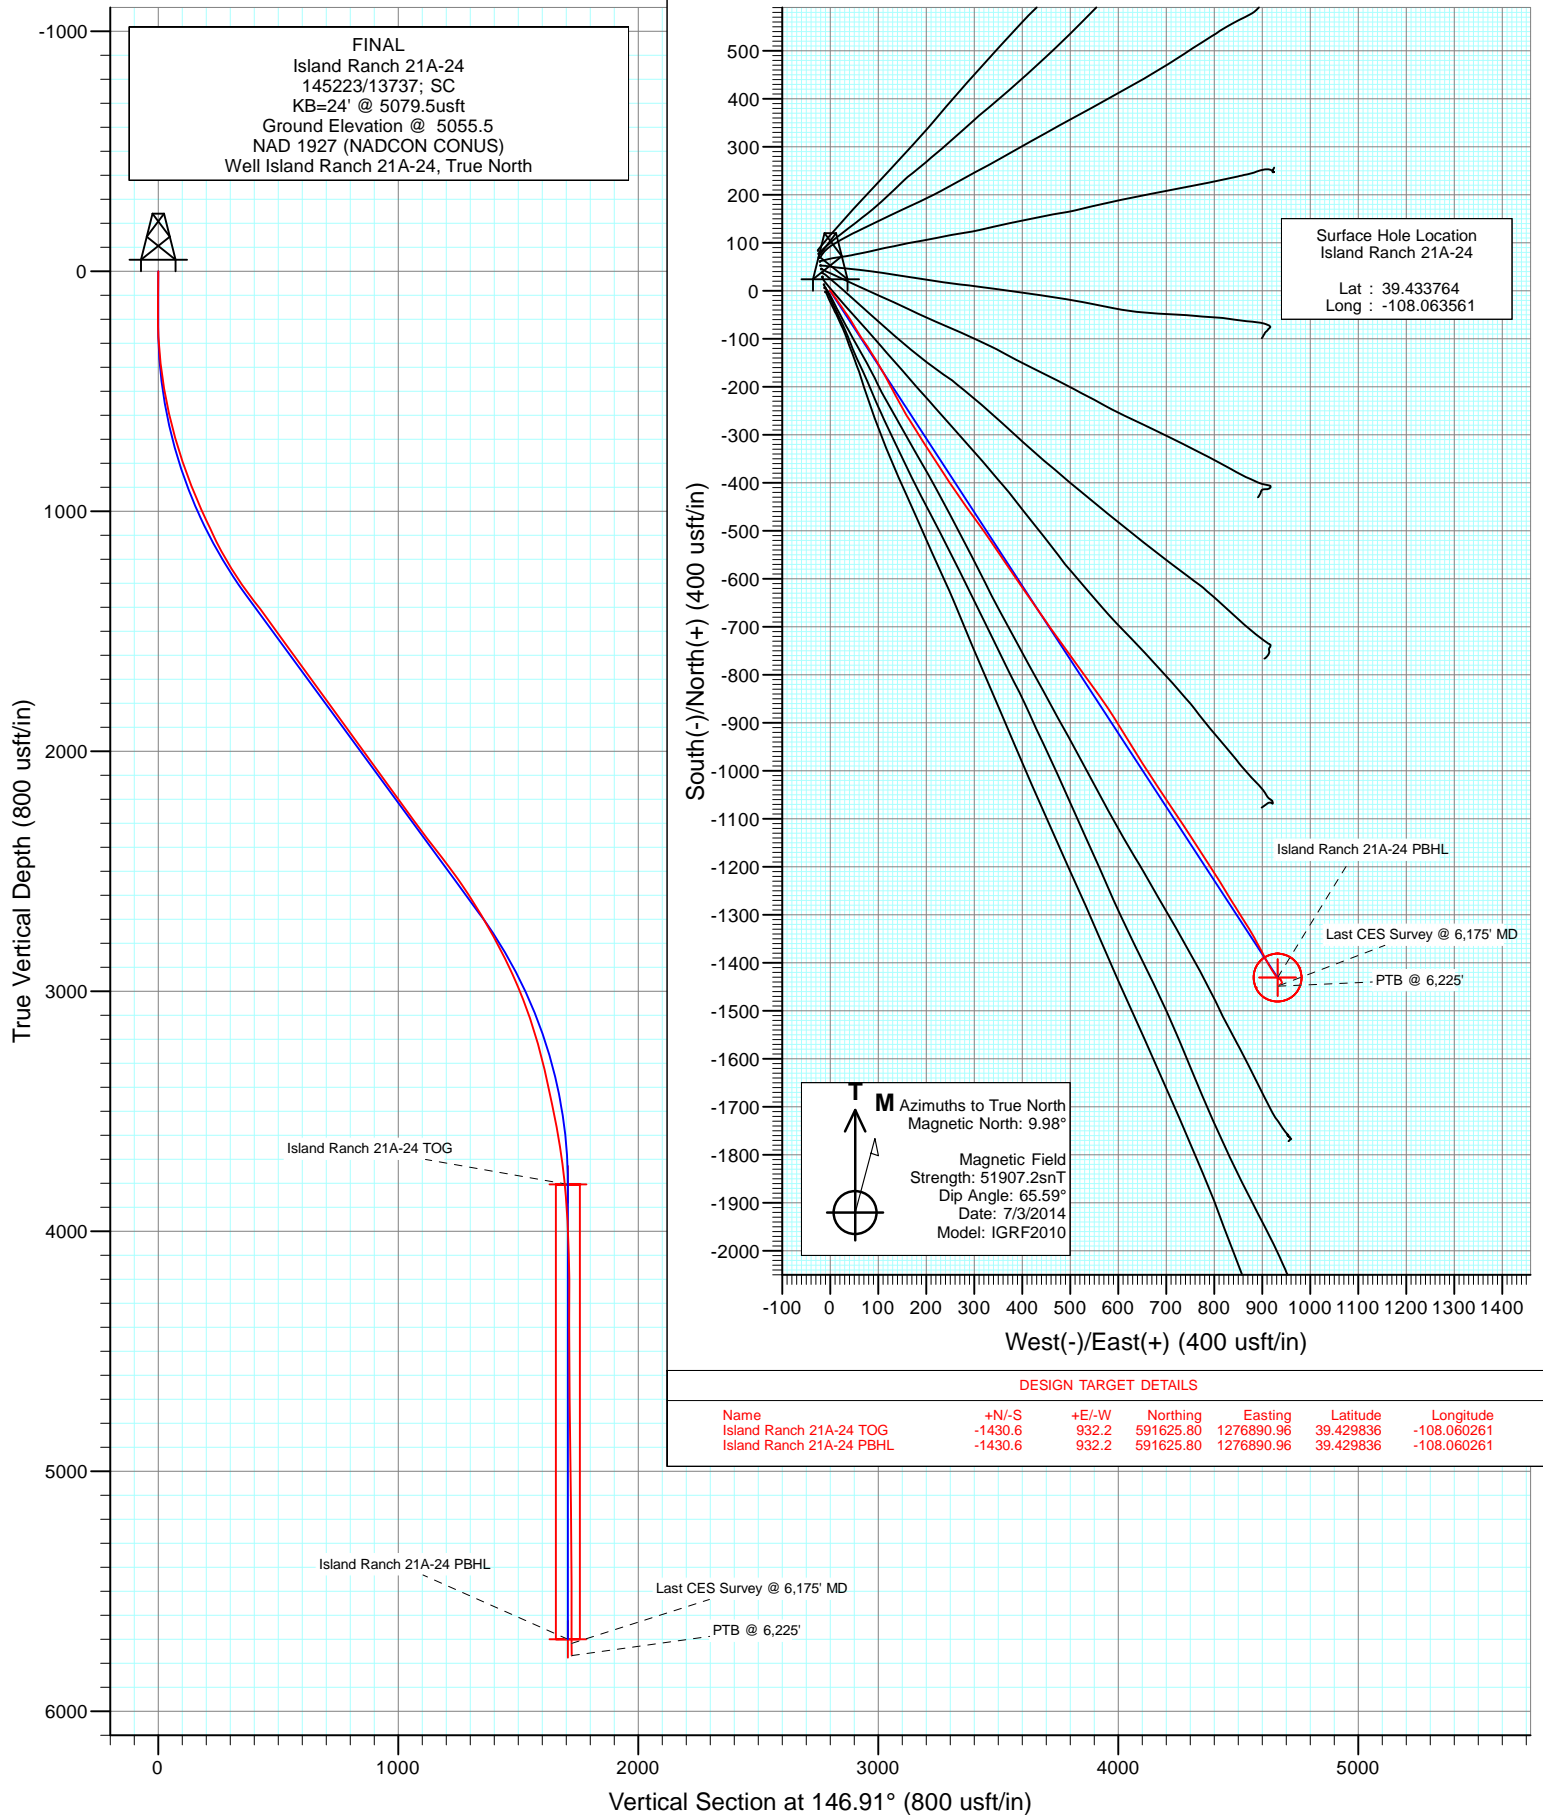 FINAL
Island Ranch 21A-24
145223/13737; SC
KB=24' @ 5079.5usft
Ground Elevation @ 5055.5
NAD 1927 (NADCON CONUS)
Well Island Ranch 21A-24, True North
-1000
0
1000
2000
3000
4000
5000
6000
True Vertical Depth (800 usft/in)
Island Ranch 21A-24 TOG
Island Ranch 21A-24 PBHL
Last CES Survey @ 6,175' MD
PTB @ 6,225'
0
1000
2000
3000
4000
5000
Vertical Section at 146.91° (800 usft/in)
500
400
300
200
100
0
-100
-200
-300
-400
-500
-600
-700
-800
-900
-1000
-1100
-1200
-1300
-1400
-1500
-1600
-1700
-1800
-1900
-2000
South(-)/North(+) (400 usft/in)
Surface Hole Location
Island Ranch 21A-24
Lat : 39.433764
Long : -108.063561
Island Ranch 21A-24 PBHL
Last CES Survey @ 6,175' MD
PTB @ 6,225'
T
M
Azimuths to True North
Magnetic North: 9.98°
Magnetic Field
Strength: 51907.2snT
Dip Angle: 65.59°
Date: 7/3/2014
Model: IGRF2010
-100
0
100
200
300
400
500
600
700
800
900
1000
1100
1200
1300
1400
West(-)/East(+) (400 usft/in)
DESIGN TARGET DETAILS
Name +N/-S +E/-W Northing Easting Latitude Longitude
Island Ranch 21A-24 TOG -1430.6 932.2 591625.80 1276890.96 39.429836 -108.060261
Island Ranch 21A-24 PBHL -1430.6 932.2 591625.80 1276890.96 39.429836 -108.060261